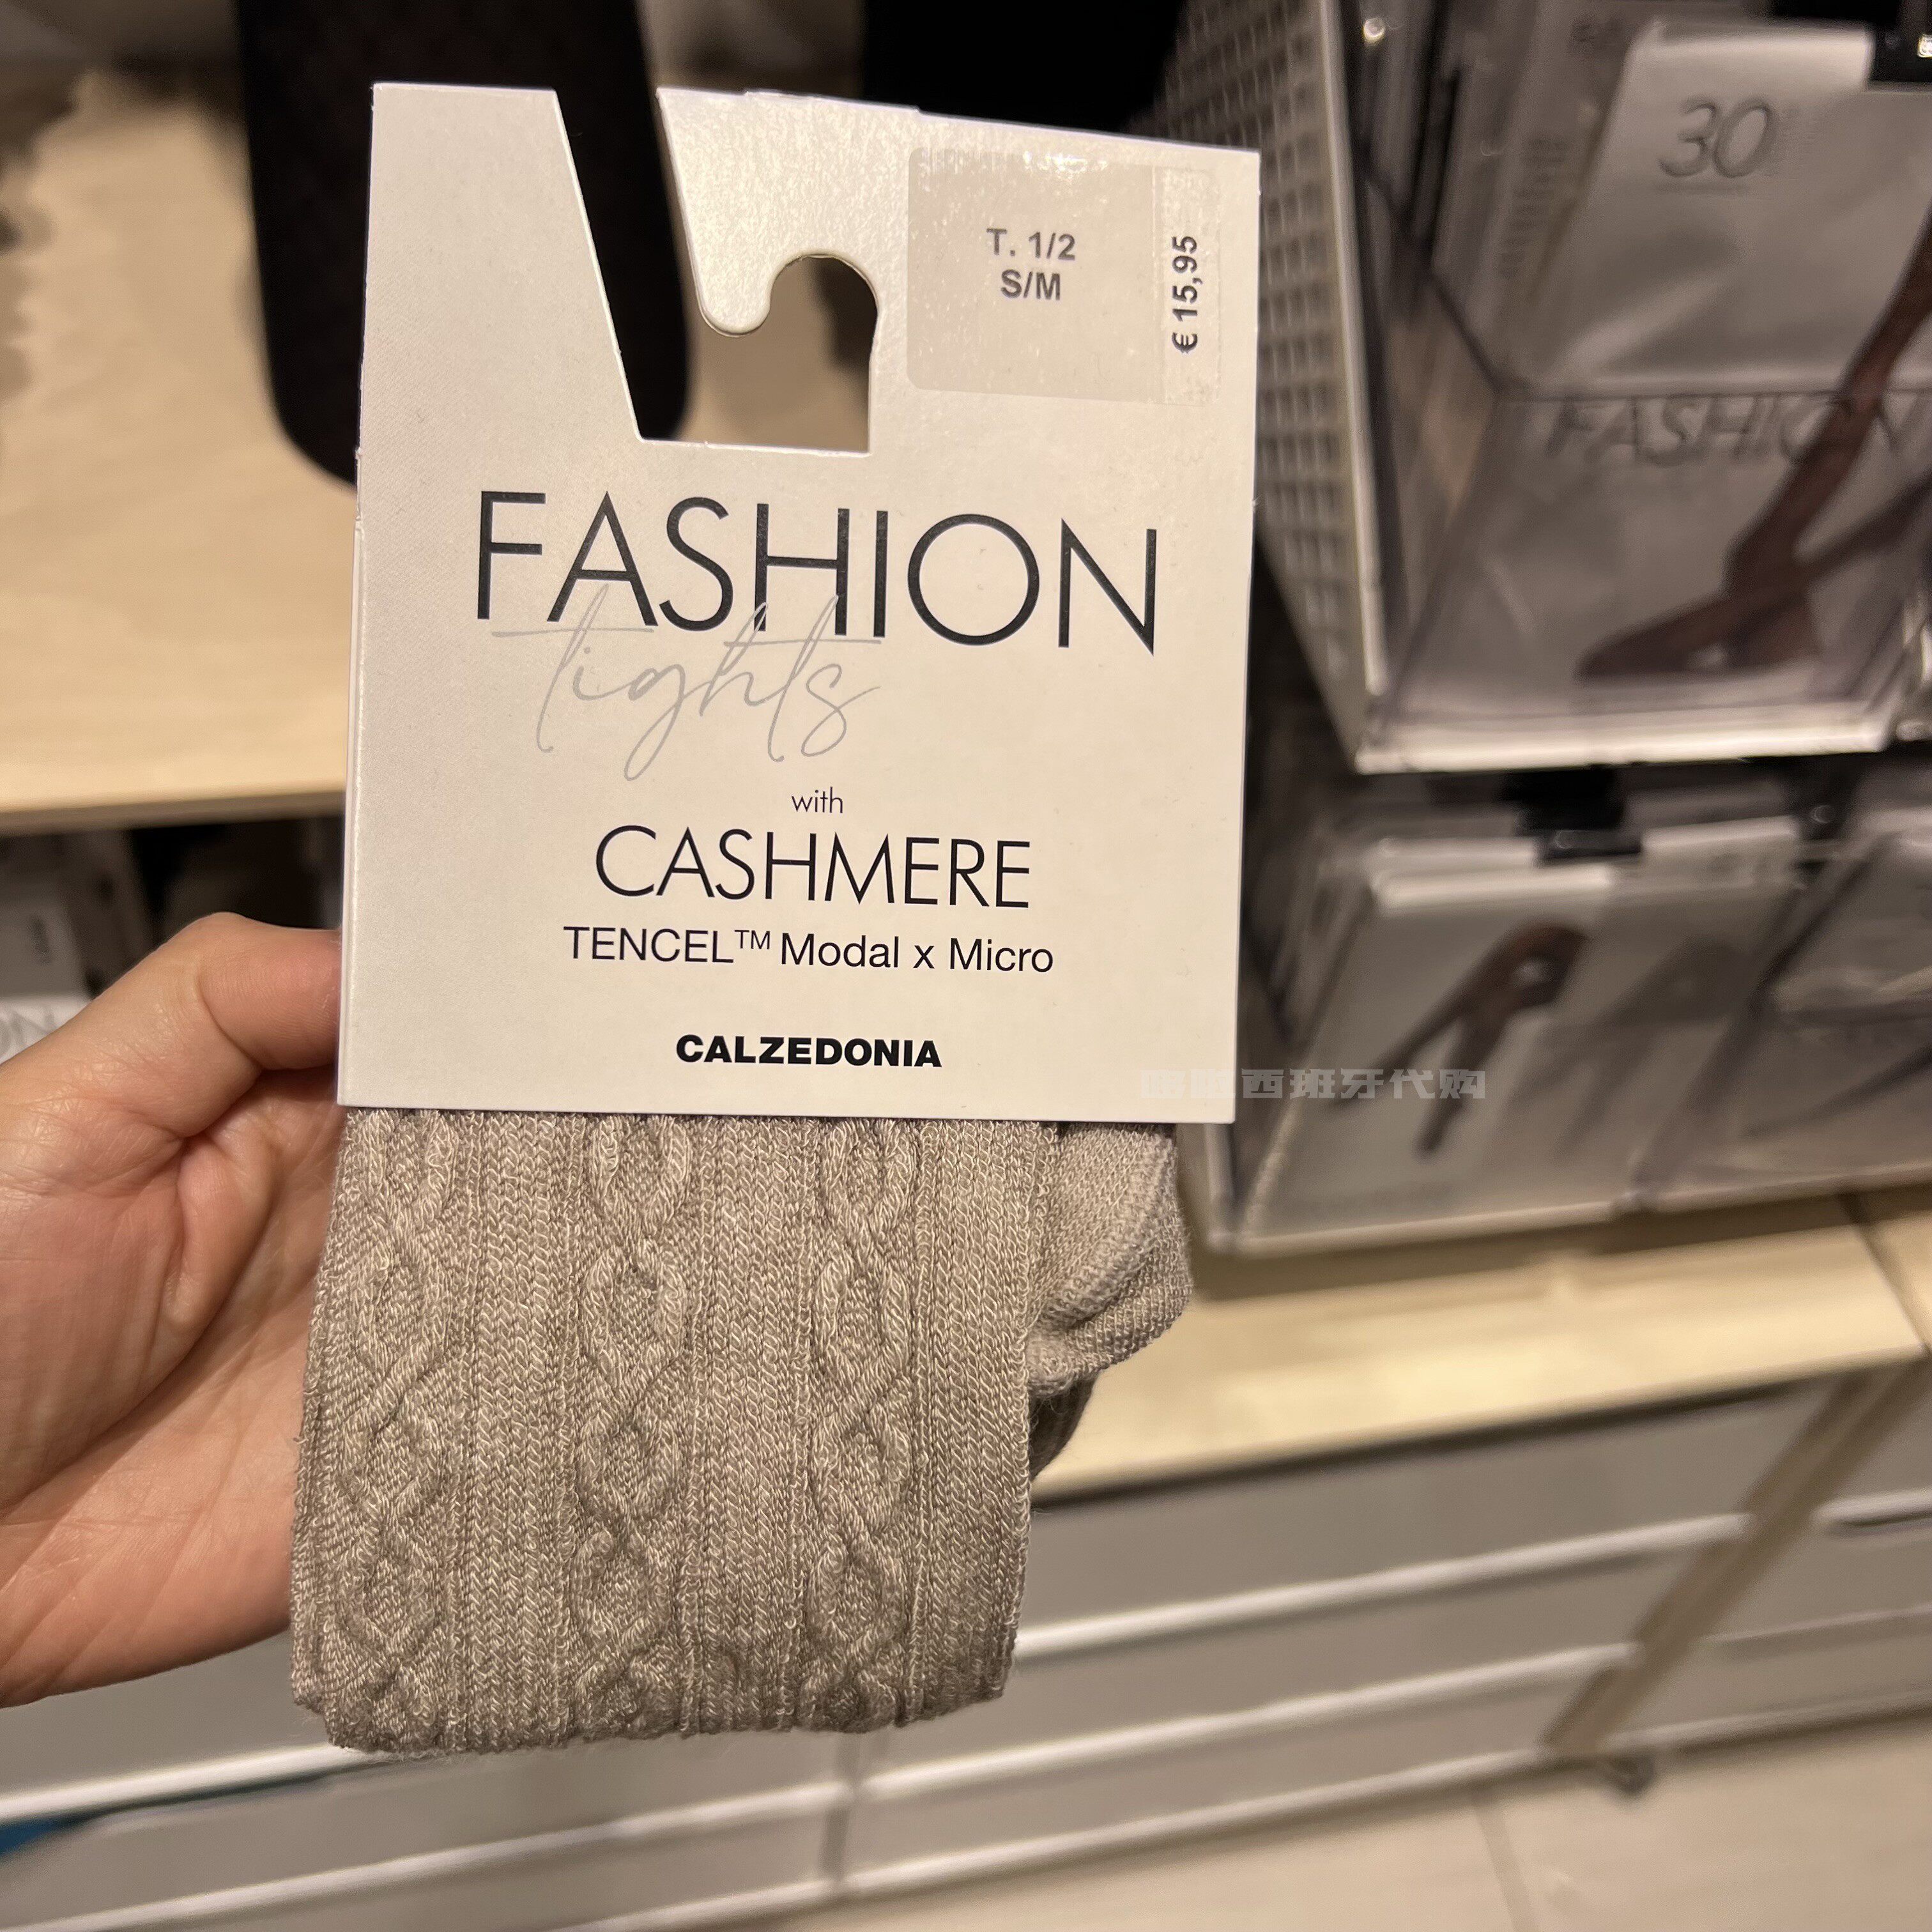 T. 1/2
S/M
€ 15,95
FASHION
tights
with
CASHMERE
TENCEL™ Modal x Micro
CALZEDONIA
西班牙代购
30
FASHION